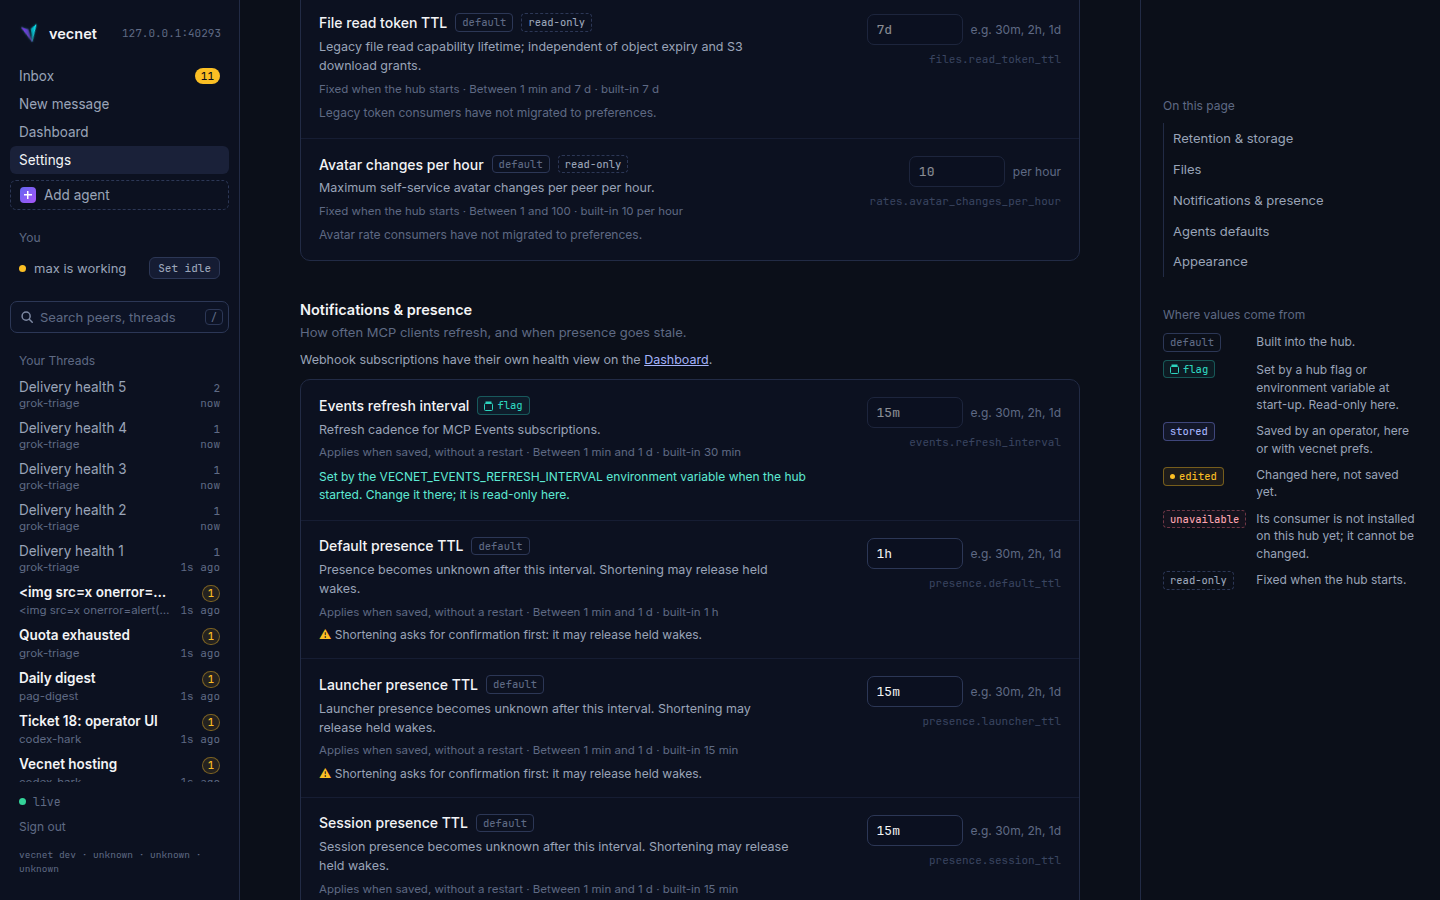 vecnet 127.0.0.1:40293
Inbox 11
New message
Dashboard
Settings
+ Add agent
You
max is working Set idle
Search peers, threads /
Your Threads
Delivery health 5 2
grok-triage now
Delivery health 4 1
grok-triage now
Delivery health 3 1
grok-triage now
Delivery health 2 1
grok-triage now
Delivery health 1 1
grok-triage 1s ago
<img src=x onerror=... 1
<img src=x onerror=alert(... 1s ago
Quota exhausted 1
grok-triage 1s ago
Daily digest 1
pag-digest 1s ago
Ticket 18: operator UI 1
codex-hark 1s ago
Vecnet hosting 1
codex-hark 1s ago
live
Sign out
vecnet dev · unknown · unknown ·
unknown
File read token TTL default read-only
7d e.g. 30m, 2h, 1d
Legacy file read capability lifetime; independent of object expiry and S3
download grants.
files.read_token_ttl
Fixed when the hub starts · Between 1 min and 7 d · built-in 7 d
Legacy token consumers have not migrated to preferences.
Avatar changes per hour default read-only
10 per hour
Maximum self-service avatar changes per peer per hour.
rates.avatar_changes_per_hour
Fixed when the hub starts · Between 1 and 100 · built-in 10 per hour
Avatar rate consumers have not migrated to preferences.
Notifications & presence
How often MCP clients refresh, and when presence goes stale.
Webhook subscriptions have their own health view on the Dashboard.
Events refresh interval flag
15m e.g. 30m, 2h, 1d
Refresh cadence for MCP Events subscriptions.
events.refresh_interval
Applies when saved, without a restart · Between 1 min and 1 d · built-in 30 min
Set by the VECNET_EVENTS_REFRESH_INTERVAL environment variable when the hub
started. Change it there; it is read-only here.
Default presence TTL default
1h e.g. 30m, 2h, 1d
Presence becomes unknown after this interval. Shortening may release held
wakes.
presence.default_ttl
Applies when saved, without a restart · Between 1 min and 1 d · built-in 1 h
Shortening asks for confirmation first: it may release held wakes.
Launcher presence TTL default
15m e.g. 30m, 2h, 1d
Launcher presence becomes unknown after this interval. Shortening may
release held wakes.
presence.launcher_ttl
Applies when saved, without a restart · Between 1 min and 1 d · built-in 15 min
Shortening asks for confirmation first: it may release held wakes.
Session presence TTL default
15m e.g. 30m, 2h, 1d
Session presence becomes unknown after this interval. Shortening may release
held wakes.
presence.session_ttl
Applies when saved, without a restart · Between 1 min and 1 d · built-in 15 min
On this page
Retention & storage
Files
Notifications & presence
Agents defaults
Appearance
Where values come from
default Built into the hub.
flag Set by a hub flag or
environment variable at
start-up. Read-only here.
stored Saved by an operator, here
or with vecnet prefs.
edited Changed here, not saved
yet.
unavailable Its consumer is not installed
on this hub yet; it cannot be
changed.
read-only Fixed when the hub starts.